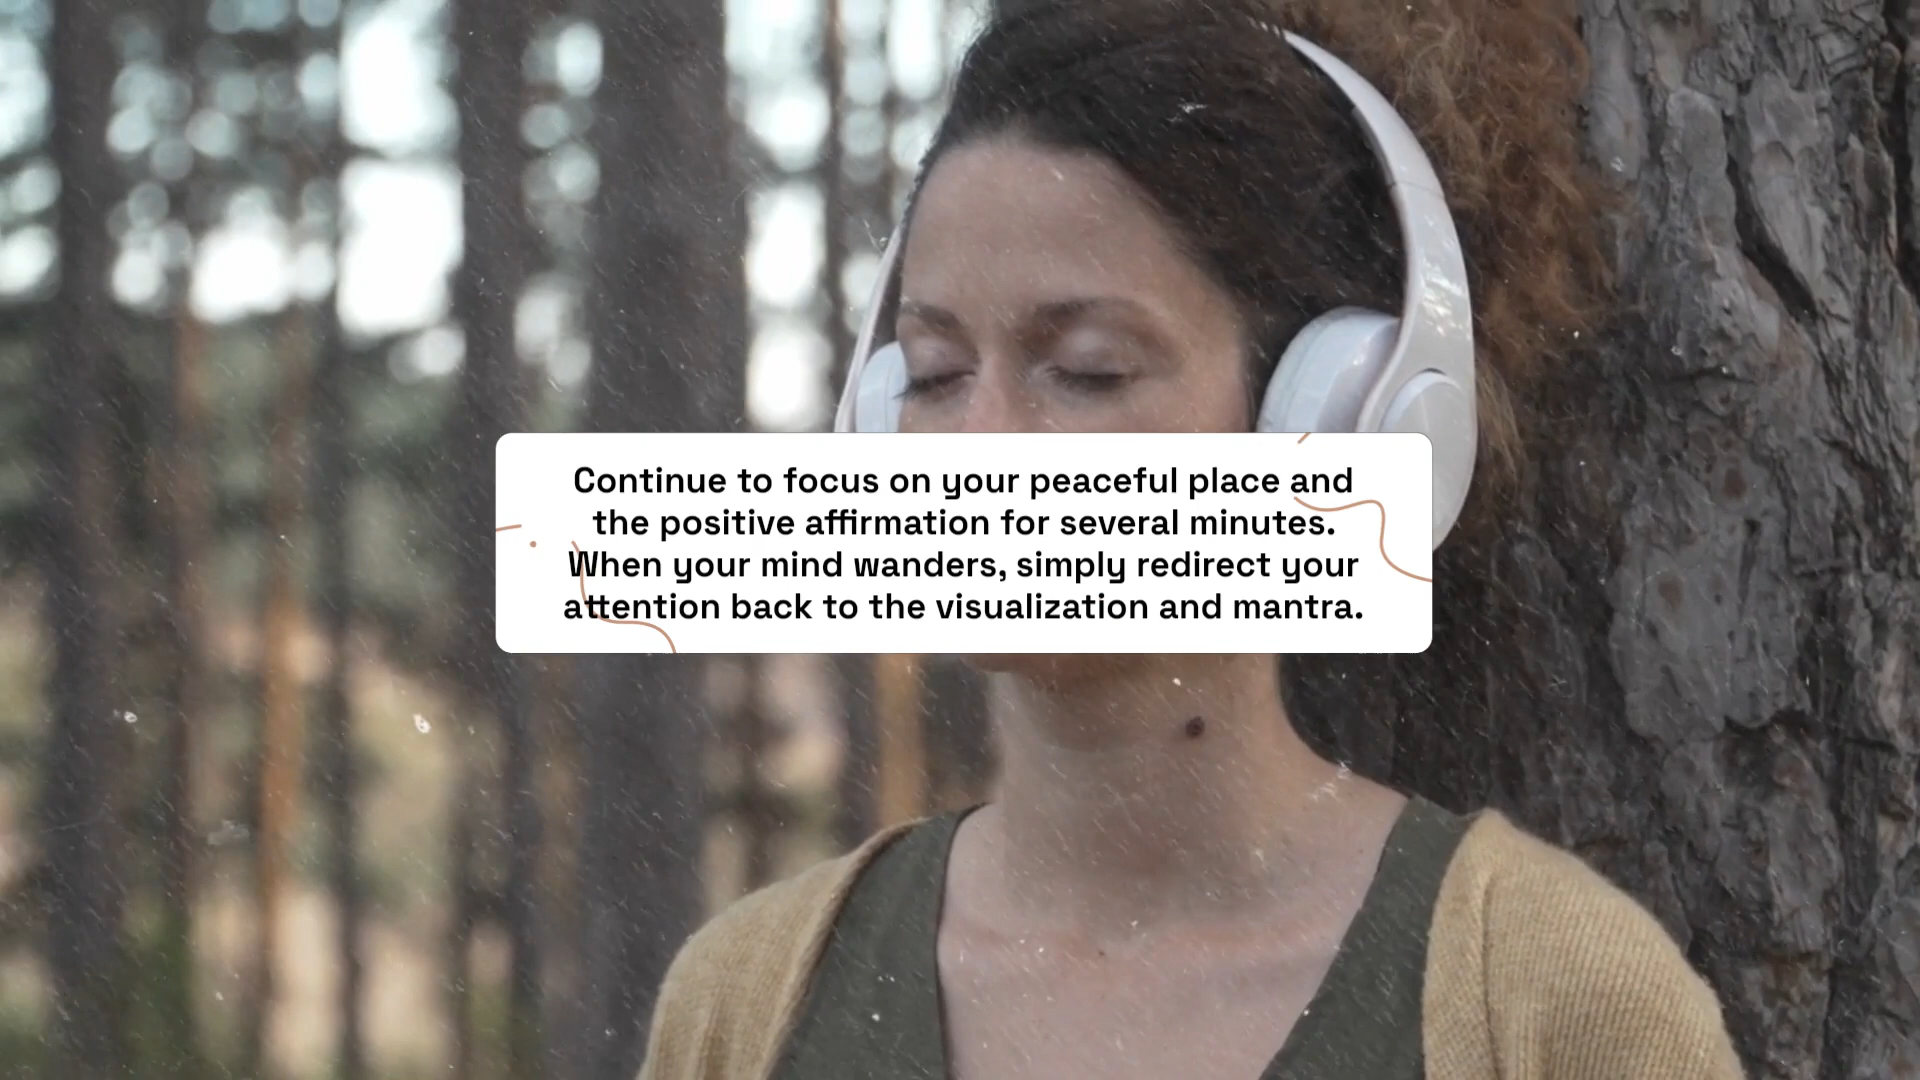 Continue to focus on your peaceful place and
the positive affirmation for several minutes.
When your mind wanders, simply redirect your
attention back to the visualization and mantra.